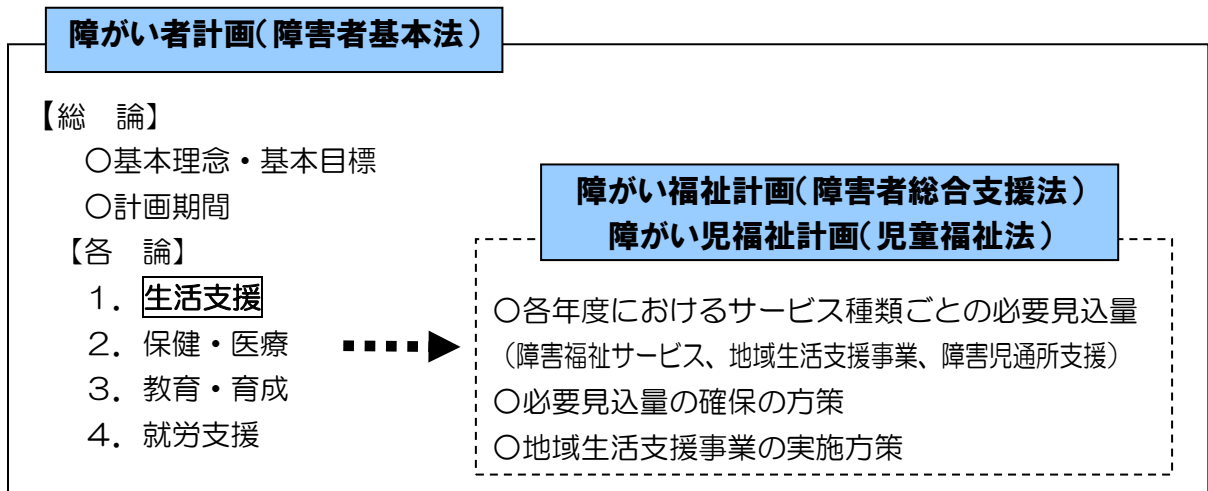 障がい者計画(障害者基本法)
【総　論】
○基本理念・基本目標
○計画期間
【各　論】
１．生活支援
２．保健・医療
３．教育・育成
４．就労支援
障がい福祉計画(障害者総合支援法)
障がい児福祉計画(児童福祉法)
○各年度におけるサービス種類ごとの必要見込量
（障害福祉サービス、地域生活支援事業、障害児通所支援）
○必要見込量の確保の方策
○地域生活支援事業の実施方策